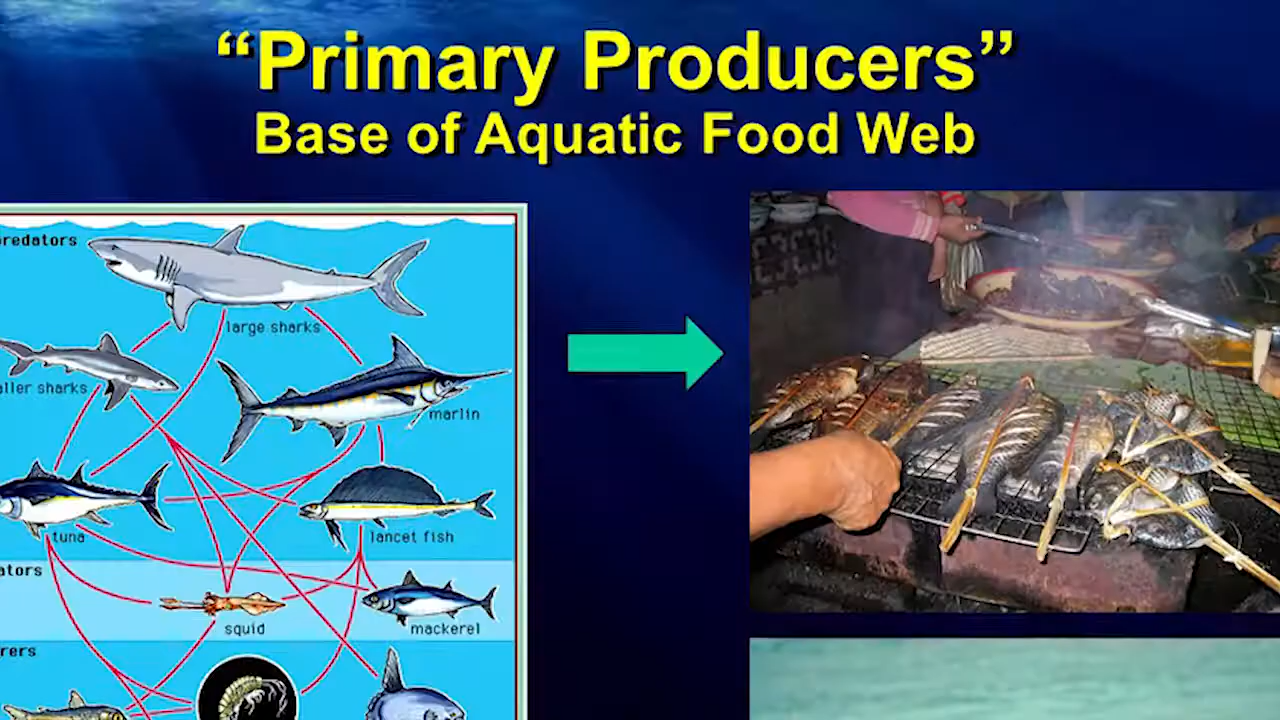 “Primary Producers”
Base of Aquatic Food Web
predators
large sharks
aller sharks
marlin
tuna
lancet fish
ators
squid
mackerel
rers